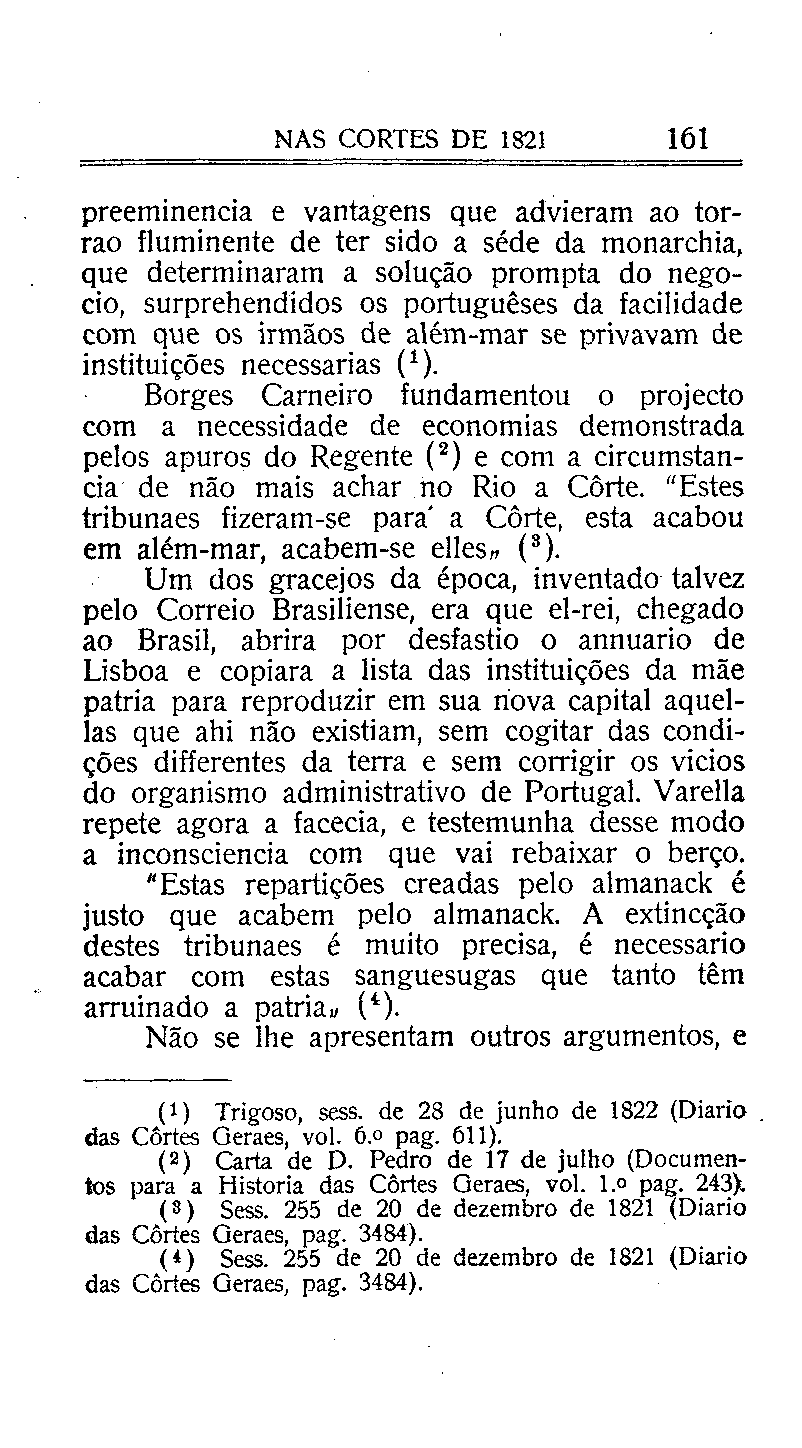 NAS CORTES DE 1821 161
preeminencia e vantagens que advieram ao tor-
rao fluminente de ter sido a séde da monarchia,
que determinaram a solução prompta do nego-
cio, surprehendidos os portuguêses da facilidade
com que os irmãos de além-mar se privavam de
instituições necessarias (¹).
Borges Carneiro fundamentou o projecto
com a necessidade de economias demonstrada
pelos apuros do Regente (²) e com a circumstan-
cia de não mais achar no Rio a Côrte. "Estes
tribunaes fizeram-se para a Côrte, esta acabou
em além-mar, acabem-se elles„ (³).
Um dos gracejos da época, inventado talvez
pelo Correio Brasiliense, era que el-rei, chegado
ao Brasil, abrira por desfastio o annuario de
Lisboa e copiara a lista das instituições da mãe
patria para reproduzir em sua nova capital aquel-
las que ahi não existiam, sem cogitar das condi-
ções differentes da terra e sem corrigir os vicios
do organismo administrativo de Portugal. Varella
repete agora a facecia, e testemunha desse modo
a inconsciencia com que vai rebaixar o berço.
"Estas repartições creadas pelo almanack é
justo que acabem pelo almanack. A extincção
destes tribunaes é muito precisa, é necessario
acabar com estas sanguesugas que tanto têm
arruinado a patria„ (⁴).
Não se lhe apresentam outros argumentos, e
(¹) Trigoso, sess. de 28 de junho de 1822 (Diario
das Côrtes Geraes, vol. 6.º pag. 611).
(²) Carta de D. Pedro de 17 de julho (Documen-
tos para a Historia das Côrtes Geraes, vol. 1.º pag. 243).
(³) Sess. 255 de 20 de dezembro de 1821 (Diario
das Côrtes Geraes, pag. 3484).
(⁴) Sess. 255 de 20 de dezembro de 1821 (Diario
das Côrtes Geraes, pag. 3484).